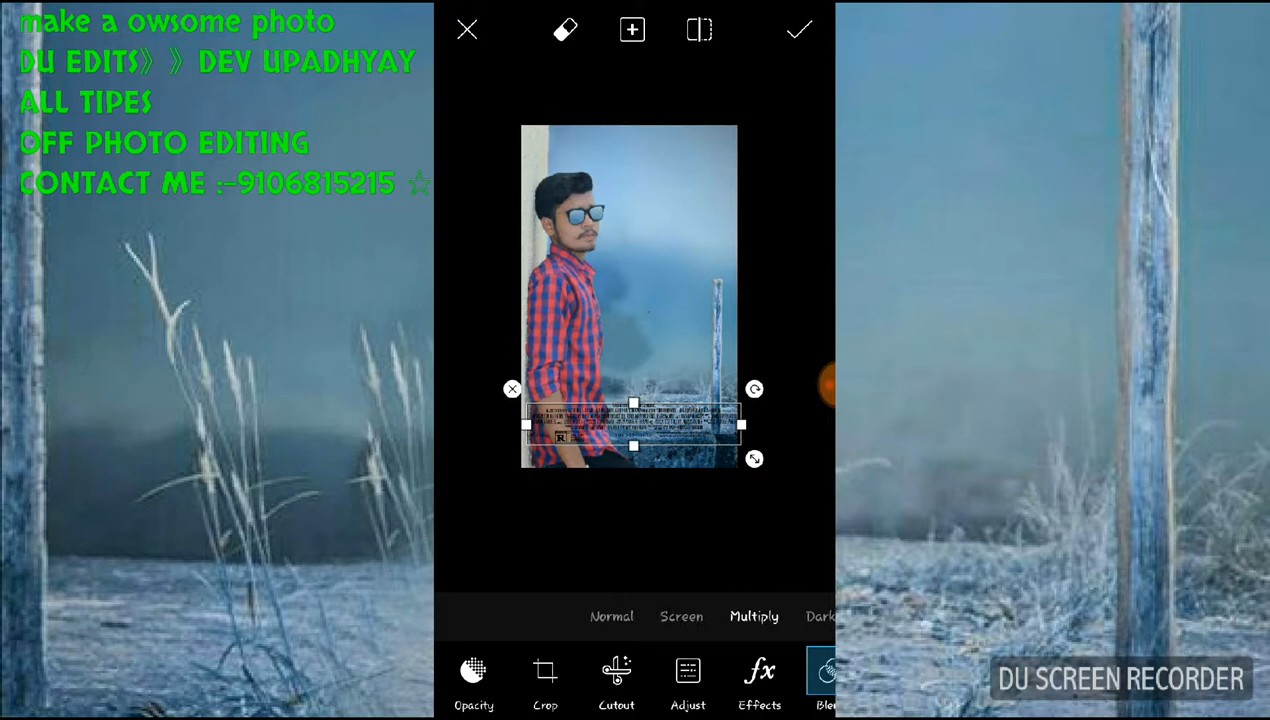 make a owsome photo
DU EDITS》 》 DEV UPADHYAY
ALL TIPES
OFF PHOTO EDITING
CONTACT ME :-9106815215 ☆
R
Normal Screen Multiply Dark
Opacity Crop Cutout Adjust Effects Blen
DU SCREEN RECORDER